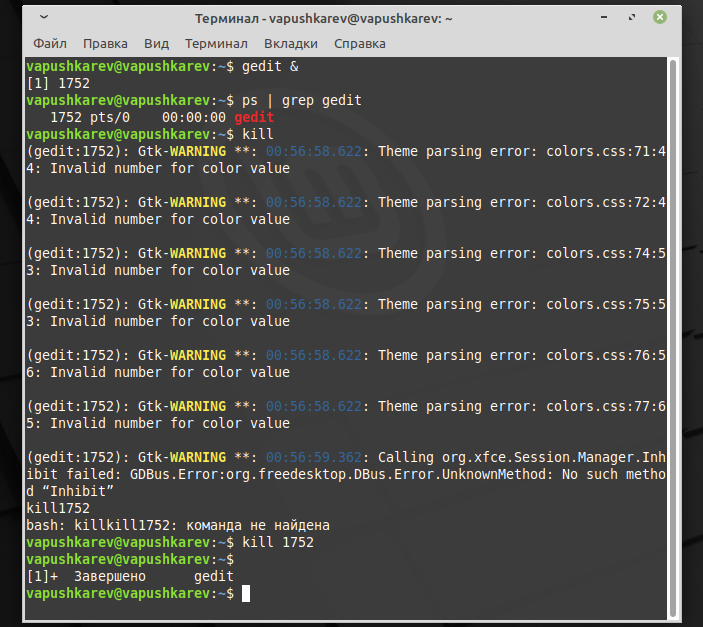 Терминал - vapushkarev@vapushkarev: ~
Файл Правка Вид Терминал Вкладки Справка
vapushkarev@vapushkarev:~$ gedit &
[1] 1752
vapushkarev@vapushkarev:~$ ps | grep gedit
1752 pts/0    00:00:00 gedit
vapushkarev@vapushkarev:~$ kill
(gedit:1752): Gtk-WARNING **: 00:56:58.622: Theme parsing error: colors.css:71:4
4: Invalid number for color value
(gedit:1752): Gtk-WARNING **: 00:56:58.622: Theme parsing error: colors.css:72:4
4: Invalid number for color value
(gedit:1752): Gtk-WARNING **: 00:56:58.622: Theme parsing error: colors.css:74:5
3: Invalid number for color value
(gedit:1752): Gtk-WARNING **: 00:56:58.622: Theme parsing error: colors.css:75:5
3: Invalid number for color value
(gedit:1752): Gtk-WARNING **: 00:56:58.622: Theme parsing error: colors.css:76:5
6: Invalid number for color value
(gedit:1752): Gtk-WARNING **: 00:56:58.622: Theme parsing error: colors.css:77:6
5: Invalid number for color value
(gedit:1752): Gtk-WARNING **: 00:56:59.362: Calling org.xfce.Session.Manager.Inh
ibit failed: GDBus.Error:org.freedesktop.DBus.Error.UnknownMethod: No such metho
d “Inhibit”
kill1752
bash: killkill1752: команда не найдена
vapushkarev@vapushkarev:~$ kill 1752
vapushkarev@vapushkarev:~$
[1]+  Завершено      gedit
vapushkarev@vapushkarev:~$